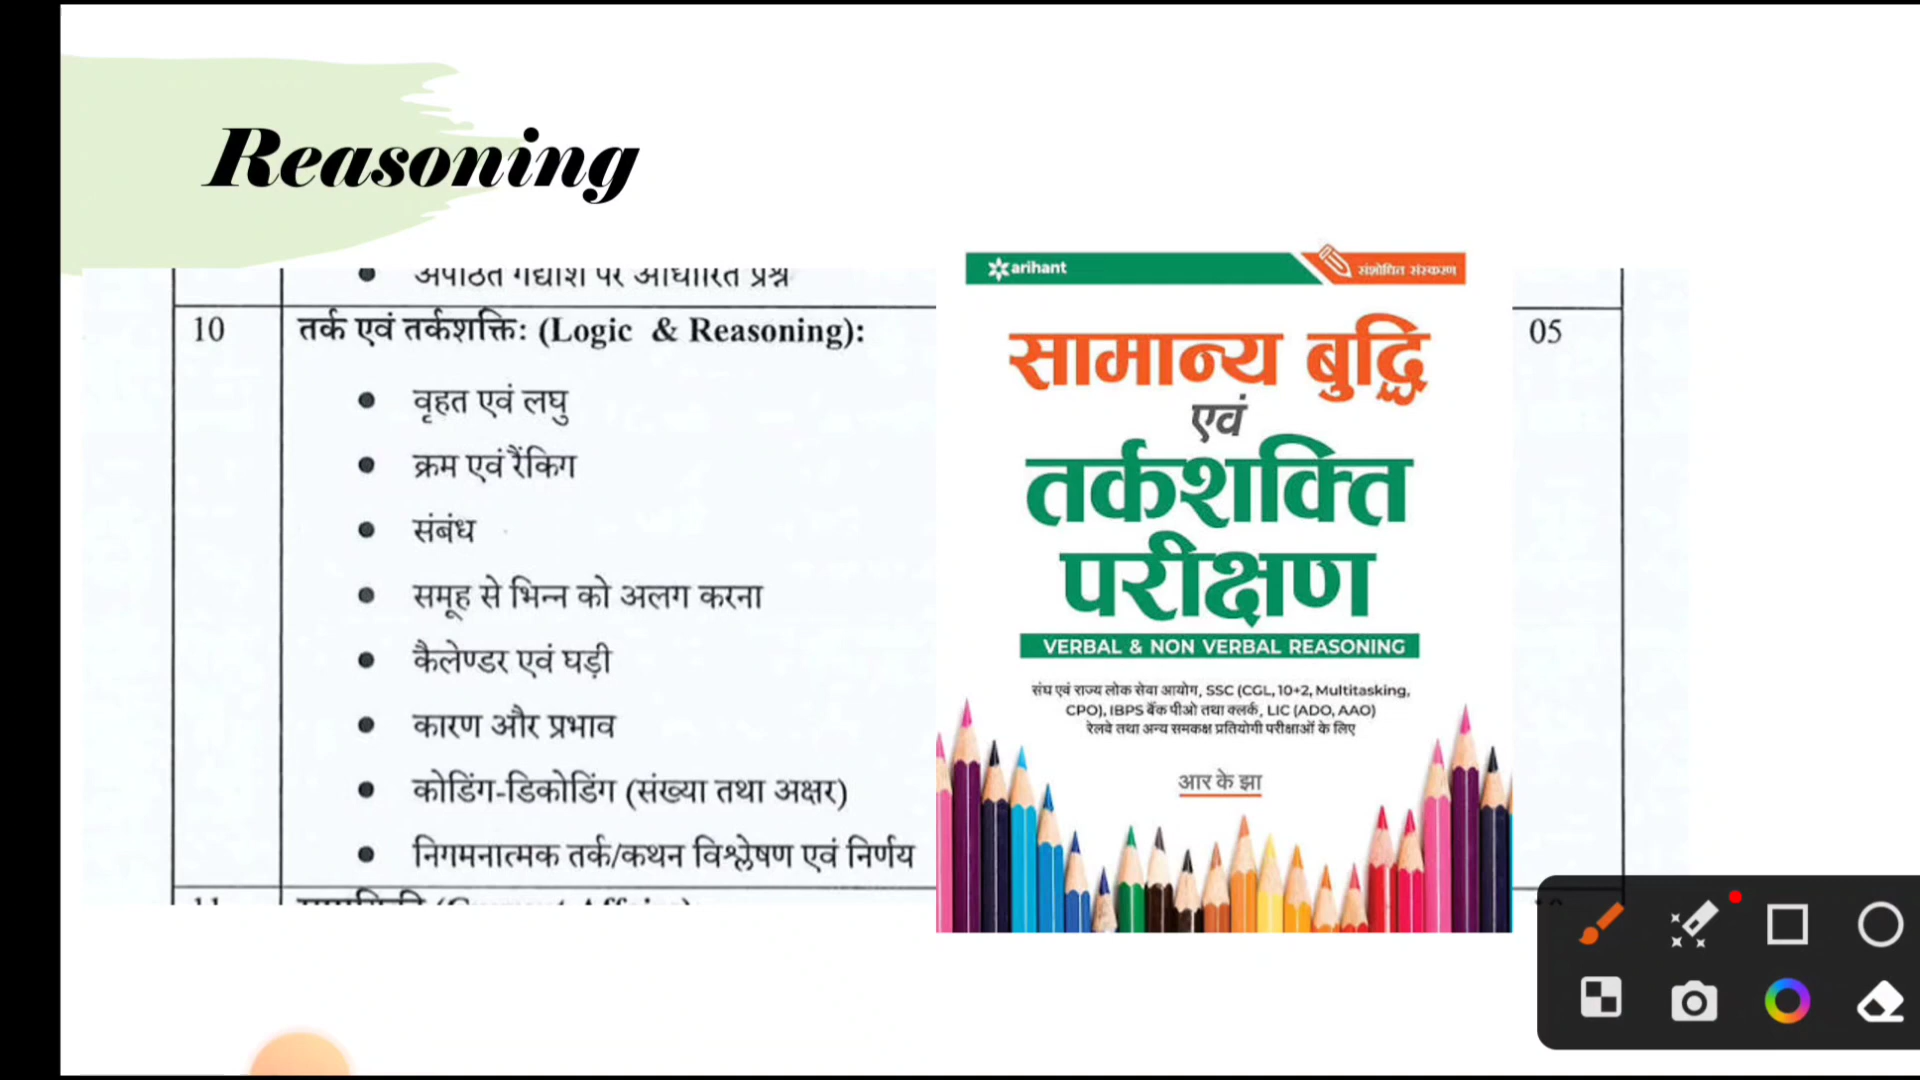 Reasoning
अपठित गद्यांश पर आधारित प्रश्न
10 तर्क एवं तर्कशक्ति: (Logic & Reasoning): 05
वृहत एवं लघु
क्रम एवं रैंकिग
संबंध
समूह से भिन्न को अलग करना
कैलेण्डर एवं घड़ी
कारण और प्रभाव
कोडिंग-डिकोडिंग (संख्या तथा अक्षर)
निगमनात्मक तर्क/कथन विश्लेषण एवं निर्णय
arihant
संशोधित संस्करण
सामान्य बुद्धि
एवं
तर्कशक्ति
परीक्षण
VERBAL & NON VERBAL REASONING
संघ एवं राज्य लोक सेवा आयोग, SSC (CGL, 10+2, Multitasking,
CPO), IBPS बैंक पीओ तथा क्लर्क, LIC (ADO, AAO)
रेलवे तथा अन्य समकक्ष प्रतियोगी परीक्षाओं के लिए
आर के झा